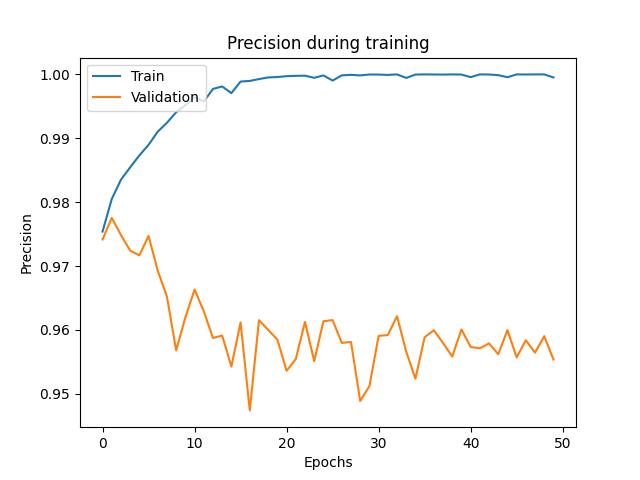 Precision during training
Train
Validation
1.00
0.99
0.98
0.97
0.96
0.95
Precision
0 10 20 30 40 50
Epochs